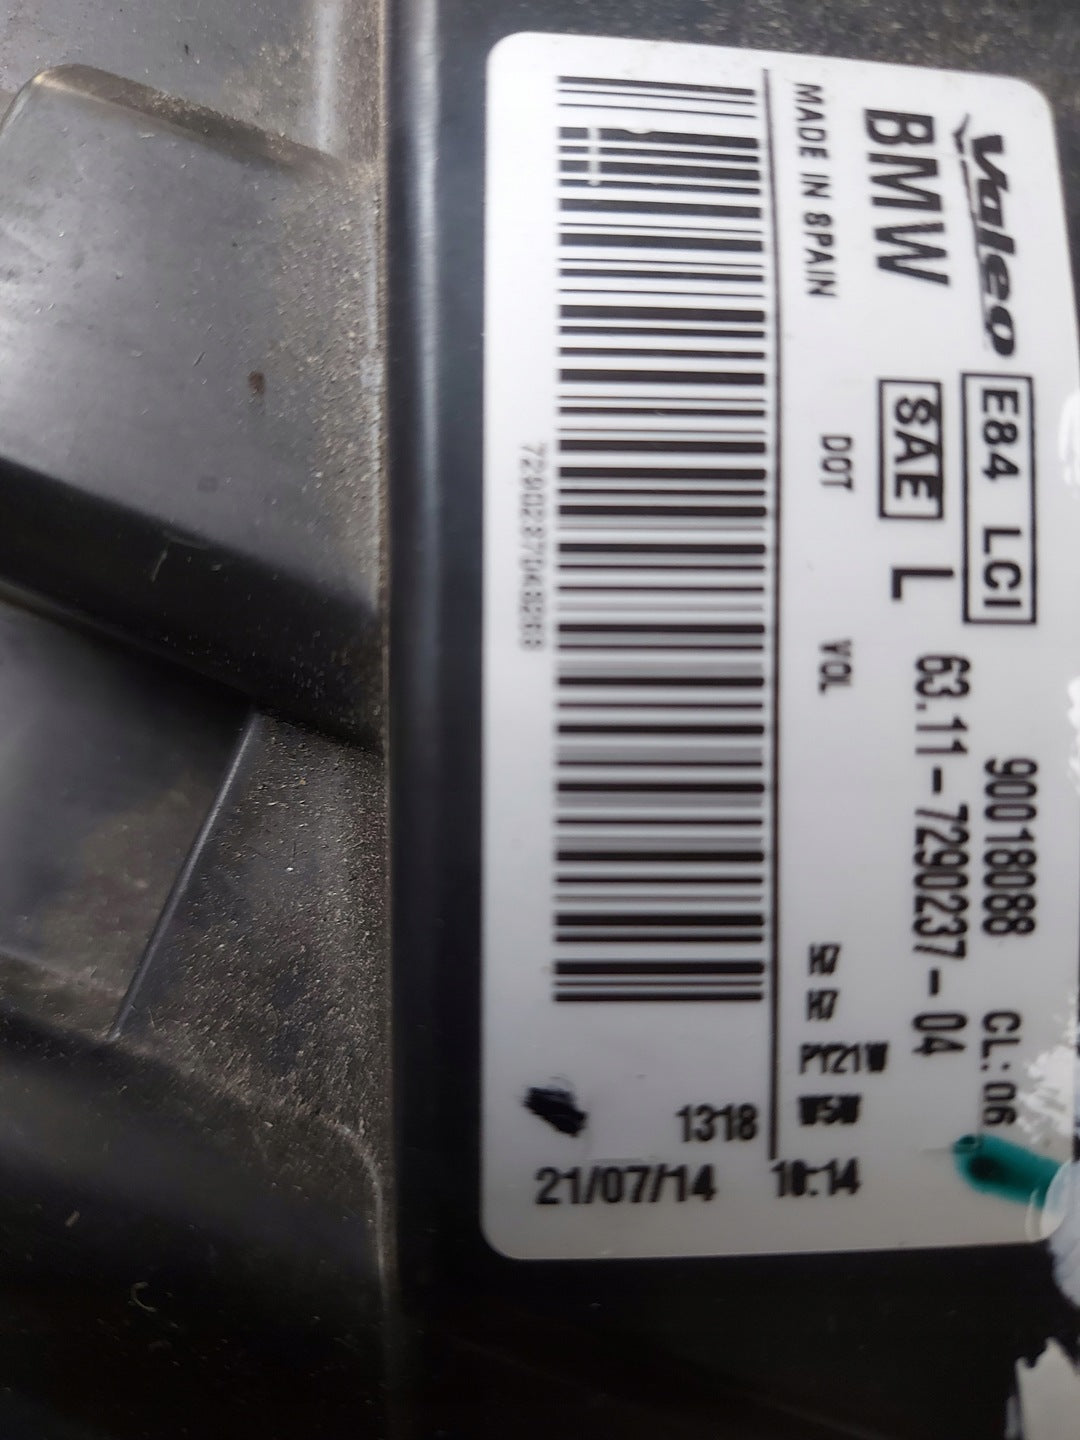 Valeo E84 LCI 90018088 CL:06
BMW SAE L 63.11-7290237-04
MADE IN SPAIN DOT VOL H7 H7 PY21W W5W
1318
21/07/14 10:14